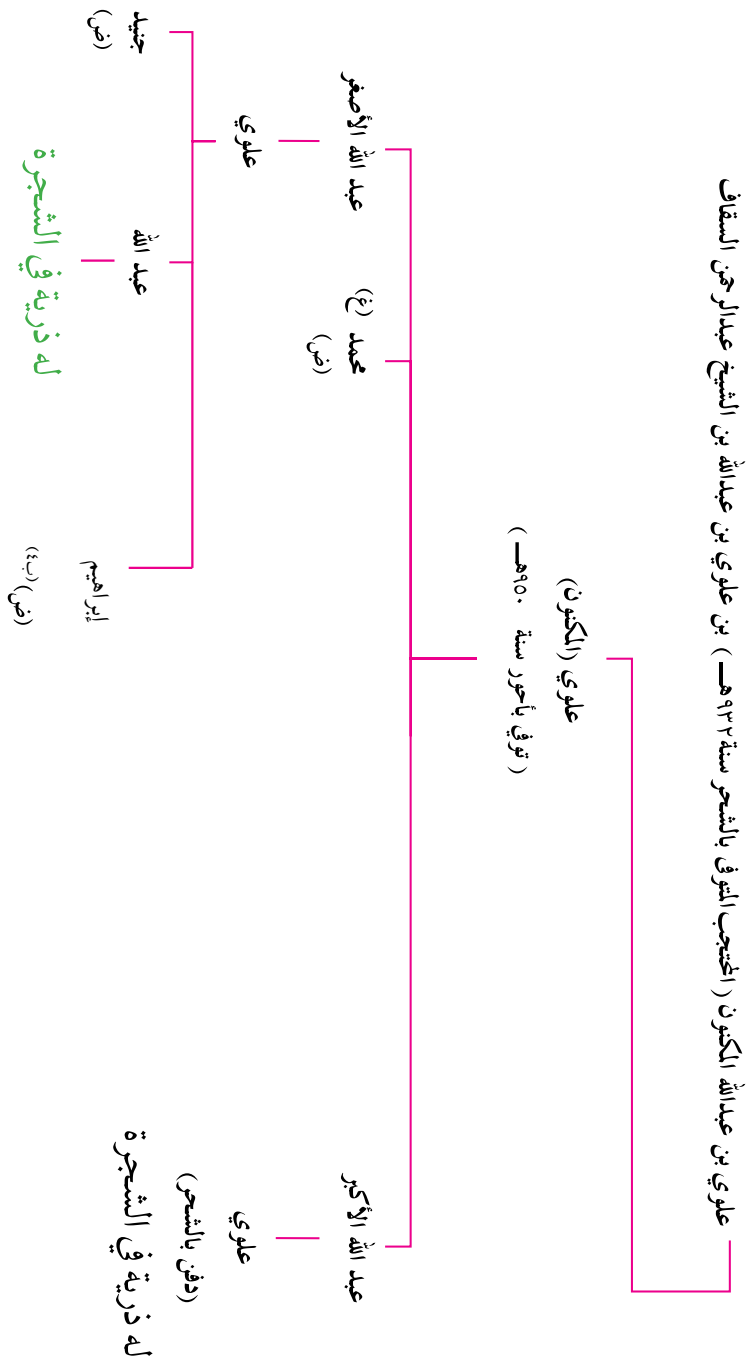 علوي بن عبدالله المكنون (المحتجب المتوفى بالشحر سنة ٩٣٢هـ ) بن علوي بن عبدالله بن الشيخ عبدالرحمن السقاف
علوي (المكنون)
( توفي بأحور سنة ٩٥٠هـ )
عبد الله الأكبر
محمد (غ)
(ض)
عبد الله الأصغر
علوي
(دفن بالشحر)
له ذرية في الشجرة
علوي
إبراهيم
(ض) (ب٤)
عبد الله
له ذرية في الشجرة
جنيد
(ض)